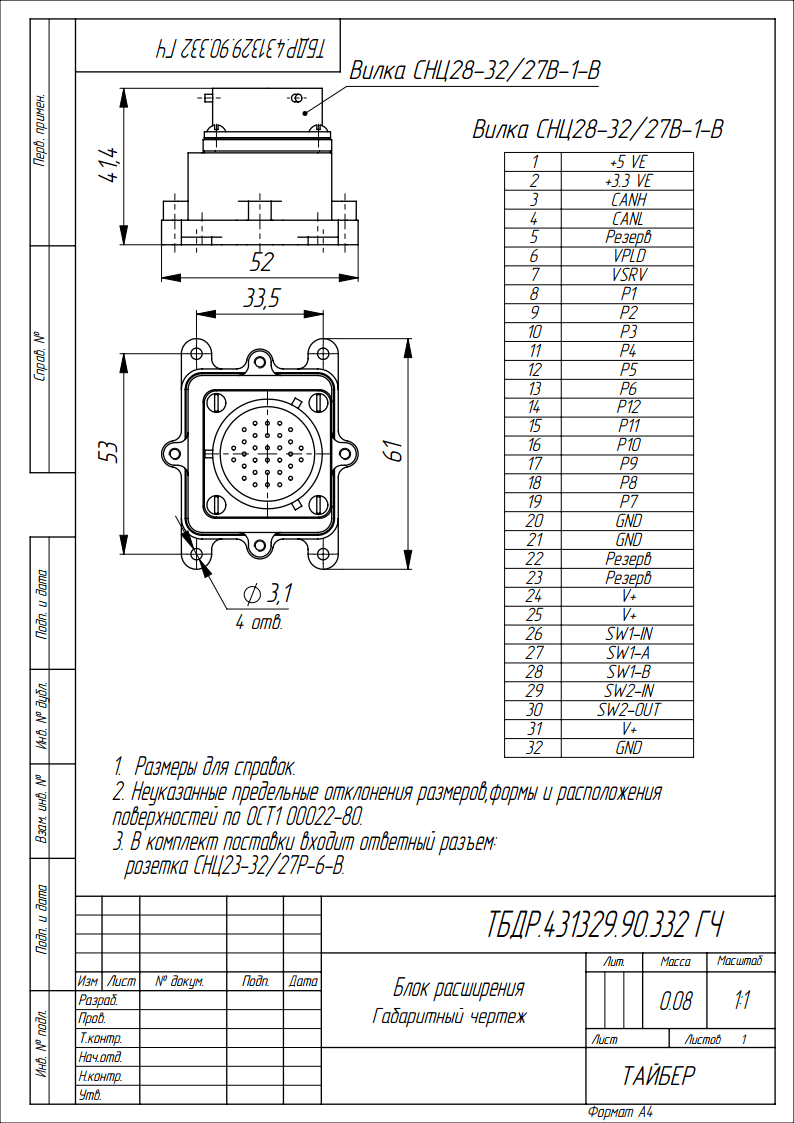 ТБДР.431329.90.332 ГЧ
Вилка СНЦ28-32/27В-1-В
41,4
52
33,5
53
61
⌀ 3,1
4 отв.
Вилка СНЦ28-32/27В-1-В
1 +5 VE
2 +3.3 VE
3 CANH
4 CANL
5 Резерв
6 VPLD
7 VSRV
8 P1
9 P2
10 P3
11 P4
12 P5
13 P6
14 P12
15 P11
16 P10
17 P9
18 P8
19 P7
20 GND
21 GND
22 Резерв
23 Резерв
24 V+
25 V+
26 SW1-IN
27 SW1-A
28 SW1-B
29 SW2-IN
30 SW2-OUT
31 V+
32 GND
1. Размеры для справок.
2. Неуказанные предельные отклонения размеров,формы и расположения
поверхностей по ОСТ1 00022-80.
3. В комплект поставки входит ответный разъем:
розетка СНЦ23-32/27Р-6-В.
Перв. примен.
Справ. №
Подп. и дата
Инв. № дубл.
Взам. инв. №
Подп. и дата
Инв. № подл.
ТБДР.431329.90.332 ГЧ
Изм Лист № докум. Подп. Дата
Разраб.
Пров.
Т.контр.
Нач.отд.
Н.контр.
Утв.
Блок расширения
Габаритный чертеж
Лит. Масса Масштаб
0.08 1:1
Лист Листов 1
ТАЙБЕР
Формат А4